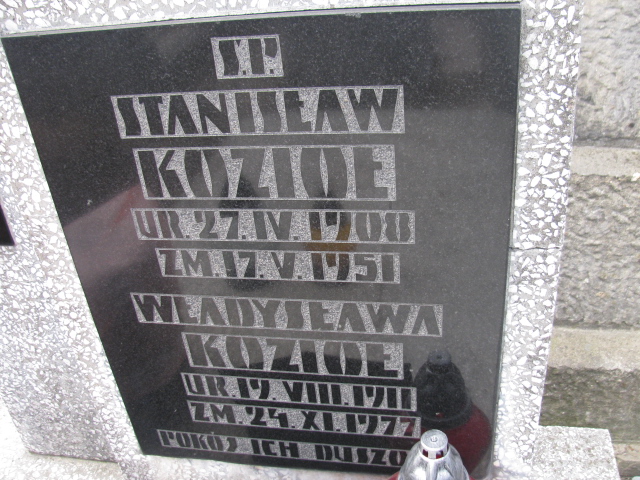 Ś.P.
STANISŁAW
KOZIOŁ
UR. 27. IV. 1908
ZM. 17. V. 1951
WŁADYSŁAWA
KOZIOŁ
UR. 19. VIII. 1911
ZM. 24. XI. 1977
POKÓJ ICH DUSZO